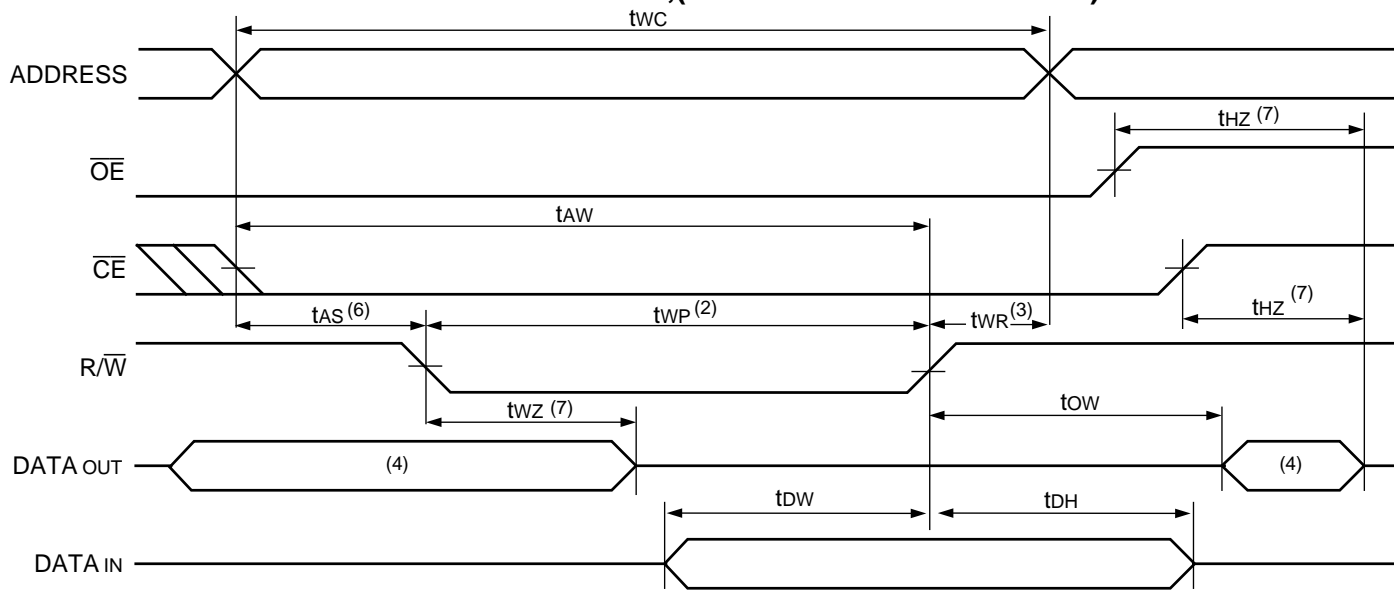 tWC
ADDRESS
tHZ (7)
OE
tAW
CE
tAS (6)
tWP (2)
tWR (3)
tHZ (7)
R/W
tWZ (7)
tOW
DATA OUT
(4)
(4)
tDW
tDH
DATA IN